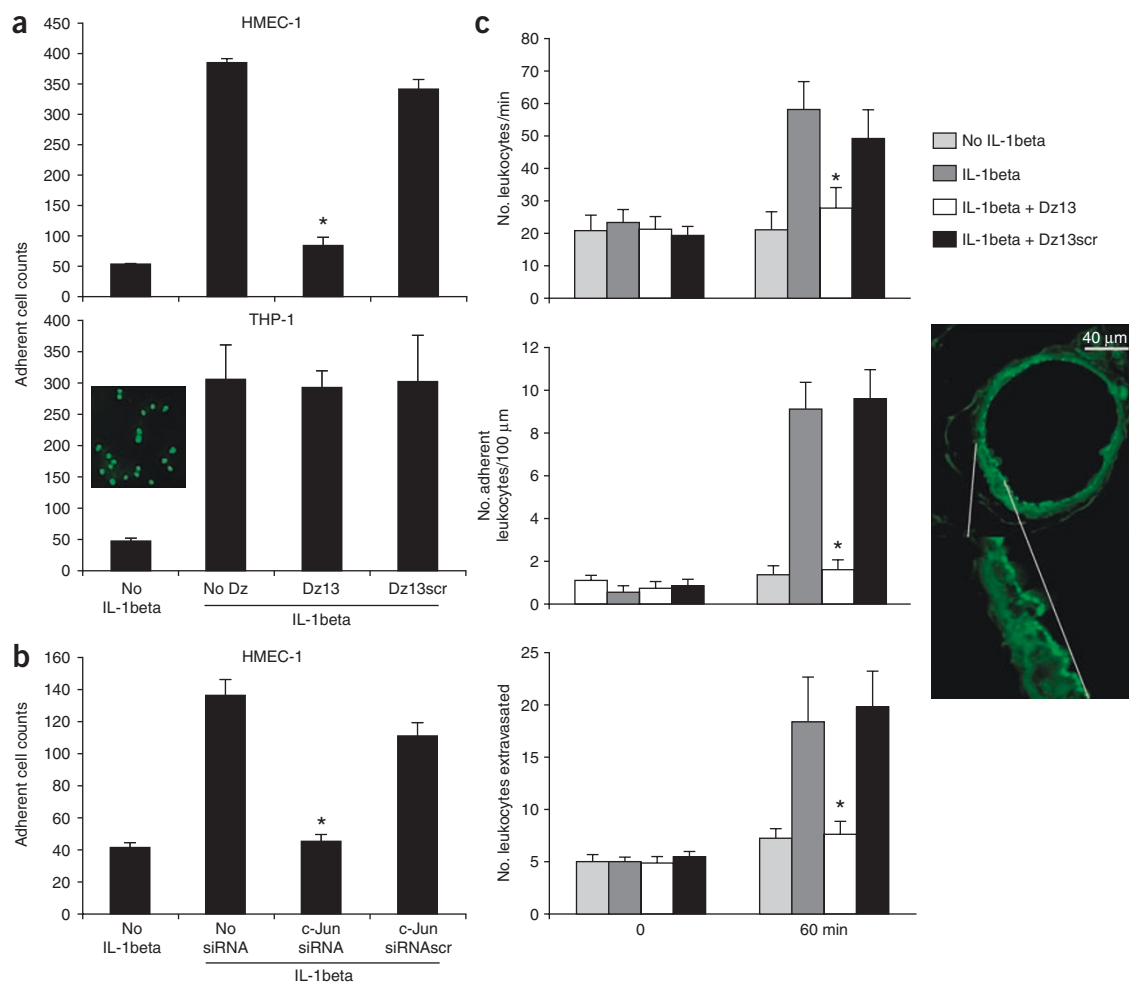 a
HMEC-1
450
400
350
300
250
200
150
100
50
0
*
Adherent cell counts
THP-1
400
350
300
250
200
150
100
50
0
No
IL-1beta
No Dz
Dz13
Dz13scr
IL-1beta
b
HMEC-1
Adherent cell counts
160
140
120
100
80
60
40
20
0
*
No
IL-1beta
No
siRNA
c-Jun
siRNA
c-Jun
siRNAscr
IL-1beta
c
No. leukocytes/min
80
70
60
50
40
30
20
10
0
*
No IL-1beta
IL-1beta
IL-1beta + Dz13
IL-1beta + Dz13scr
No. adherent
leukocytes/100 μm
12
10
8
6
4
2
0
*
40 μm
No. leukocytes extravasated
25
20
15
10
5
0
*
0
60 min